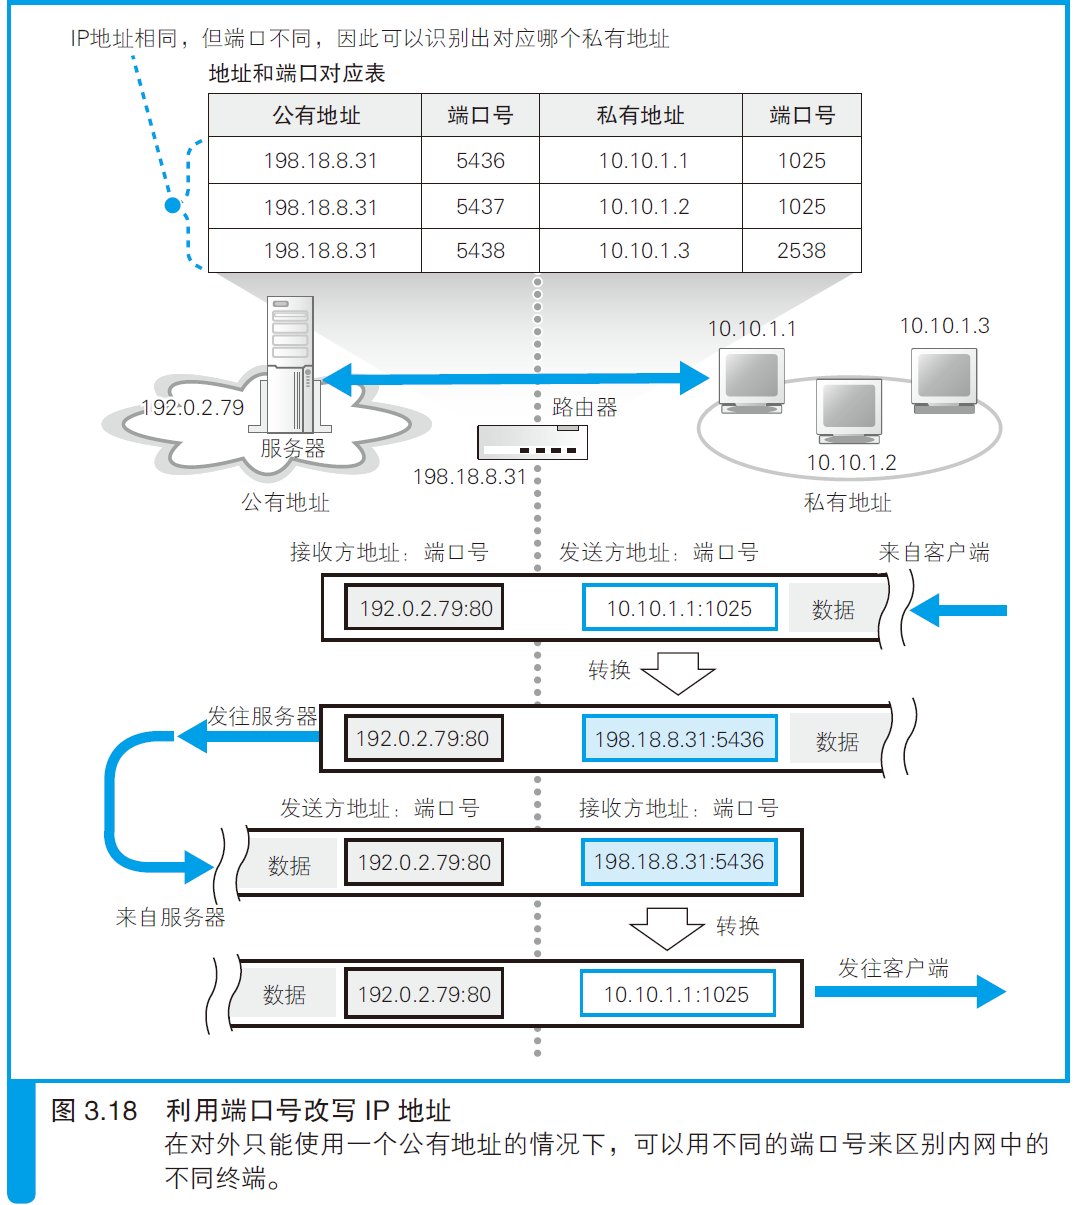 IP地址相同，但端口不同，因此可以识别出对应哪个私有地址
地址和端口对应表
公有地址 端口号 私有地址 端口号
198.18.8.31 5436 10.10.1.1 1025
198.18.8.31 5437 10.10.1.2 1025
198.18.8.31 5438 10.10.1.3 2538
10.10.1.1
10.10.1.3
192.0.2.79
路由器
服务器
10.10.1.2
198.18.8.31
公有地址
私有地址
接收方地址：端口号 发送方地址：端口号 来自客户端
192.0.2.79:80 10.10.1.1:1025 数据
转换
发往服务器
192.0.2.79:80 198.18.8.31:5436 数据
发送方地址：端口号 接收方地址：端口号
数据 192.0.2.79:80 198.18.8.31:5436
来自服务器
转换
发往客户端
数据 192.0.2.79:80 10.10.1.1:1025
图 3.18 利用端口号改写 IP 地址
在对外只能使用一个公有地址的情况下，可以用不同的端口号来区别内网中的
不同终端。